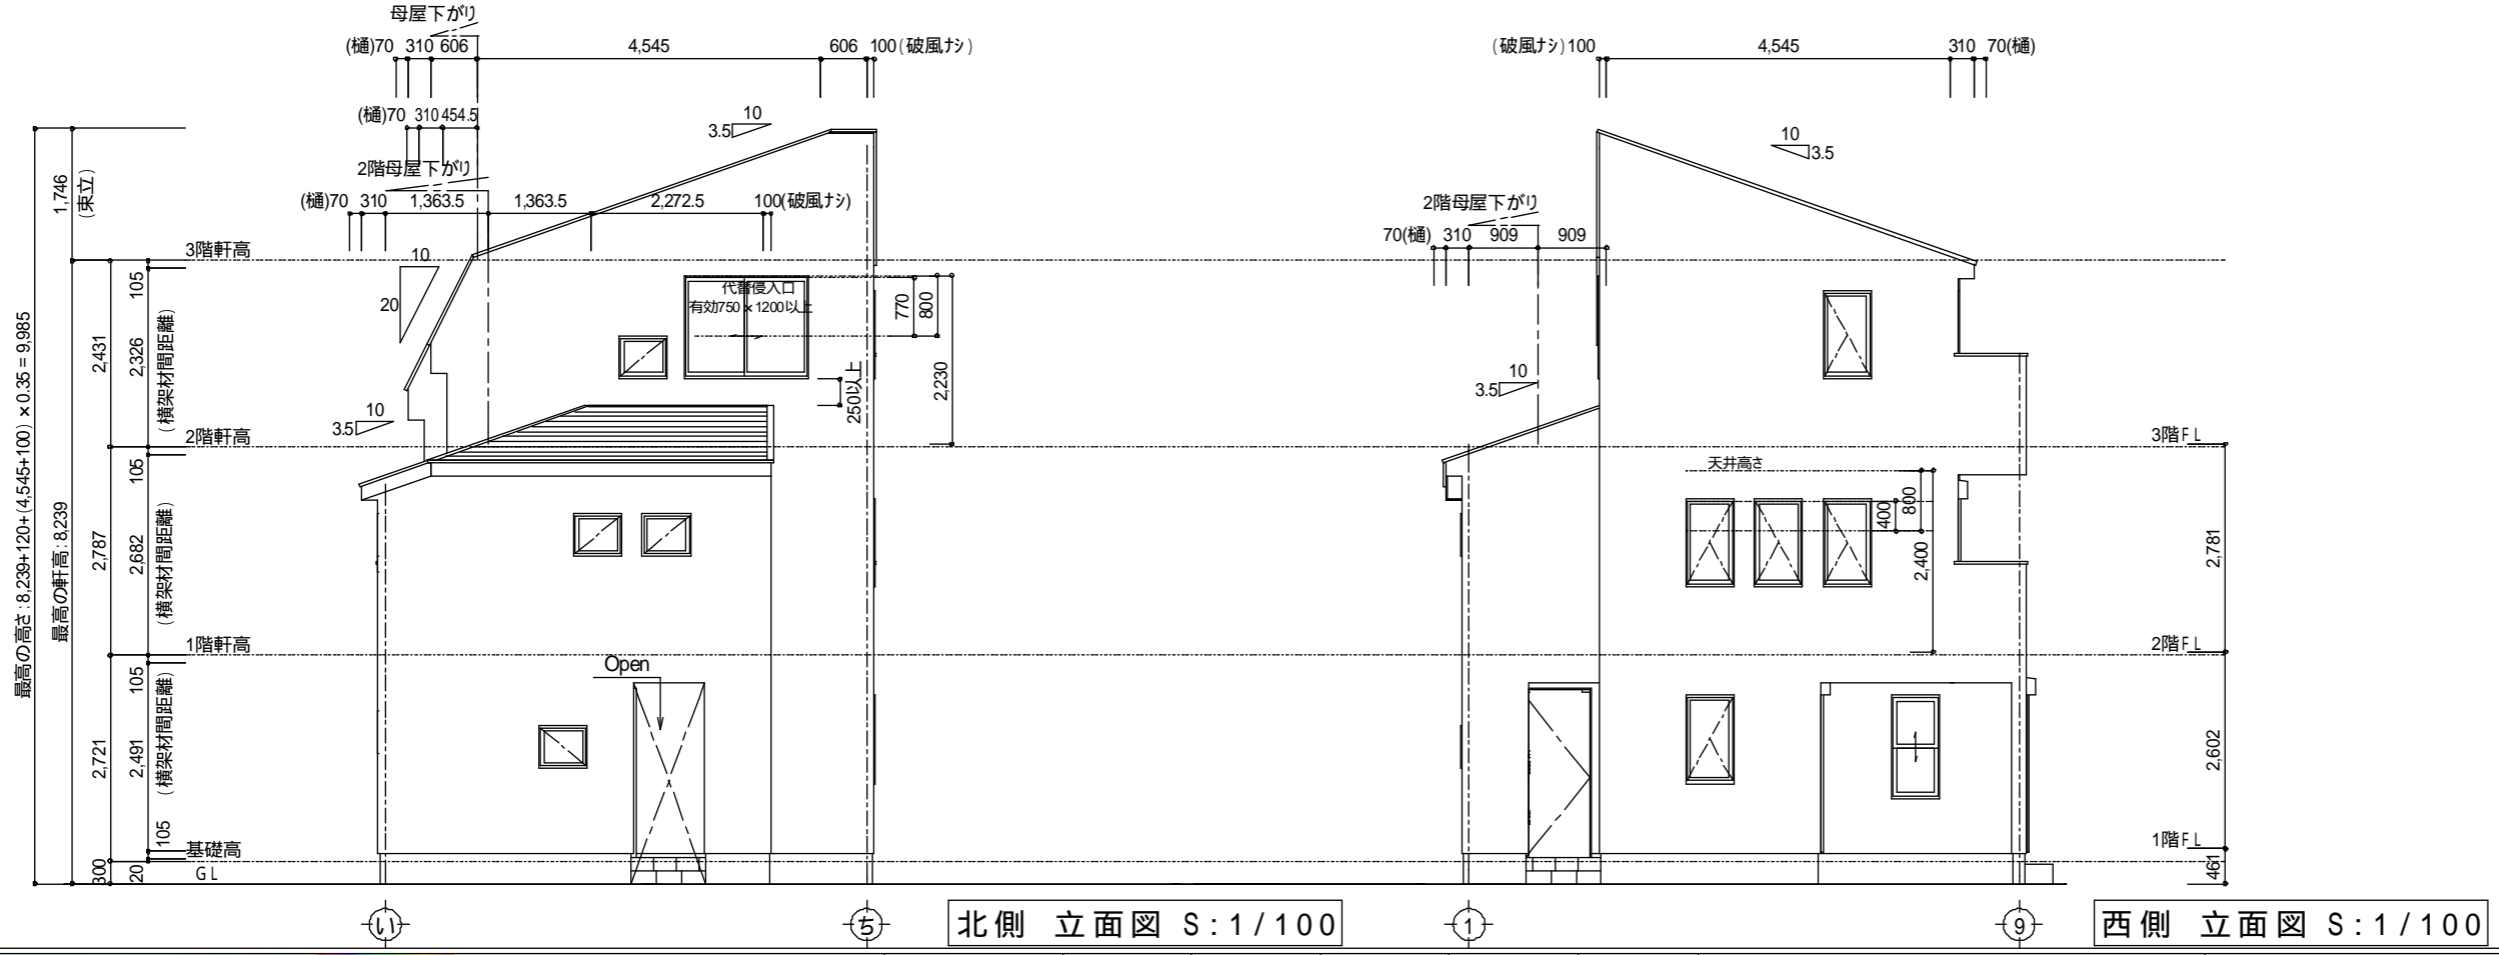 母屋下がり
(樋)70 310 606 4,545 606 100(破風ナシ)
(樋)70 310 454.5
10
3.5
2階母屋下がり
(樋)70 310 1,363.5 1,363.5 2,272.5 100(破風ナシ)
最高の高さ:8,239+120+(4,545+100)×0.35=9,985
最高の軒高:8,239
1,746
(束立)
2,431
2,787
2,721
300
105
2,326
(横架材間距離)
105
2,682
(横架材間距離)
105
2,491
(横架材間距離)
105
20
3階軒高
2階軒高
1階軒高
基礎高
GL
10
20
10
3.5
代替侵入口
有効750×1200以上
770
800
2,230
250以上
Open
い
ち
北側 立面図 S:1/100
(破風ナシ)100 4,545 310 70(樋)
10
3.5
2階母屋下がり
70(樋) 310 909 909
10
3.5
天井高さ
400
800
2,400
3階FL
2,781
2階FL
2,602
1階FL
461
1
9
西側 立面図 S:1/100